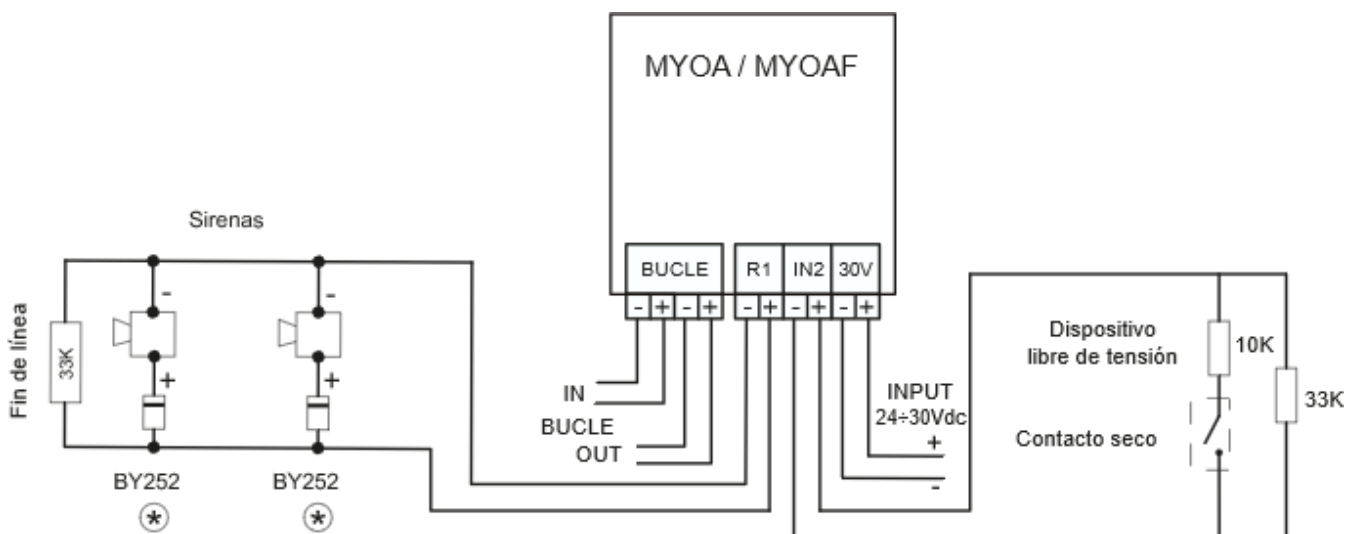 MYOA / MYOAF
Sirenas
BUCLE R1 IN2 30V
- + - + - + - + - +
Fin de línea
33K
- -
+ +
BY252 BY252
* *
IN
BUCLE
OUT
INPUT
24÷30Vdc
+
-
Dispositivo
libre de tensión
10K
33K
Contacto seco